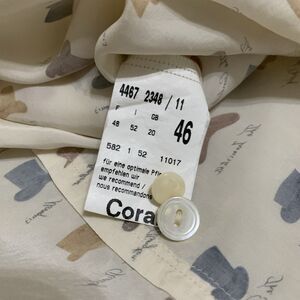 4467 2348 / 11
F I GB
48 52 20 46
582 1 52 11017
für eine optimale
empfehlen wir
we recommend /
nous recommandons
Cora